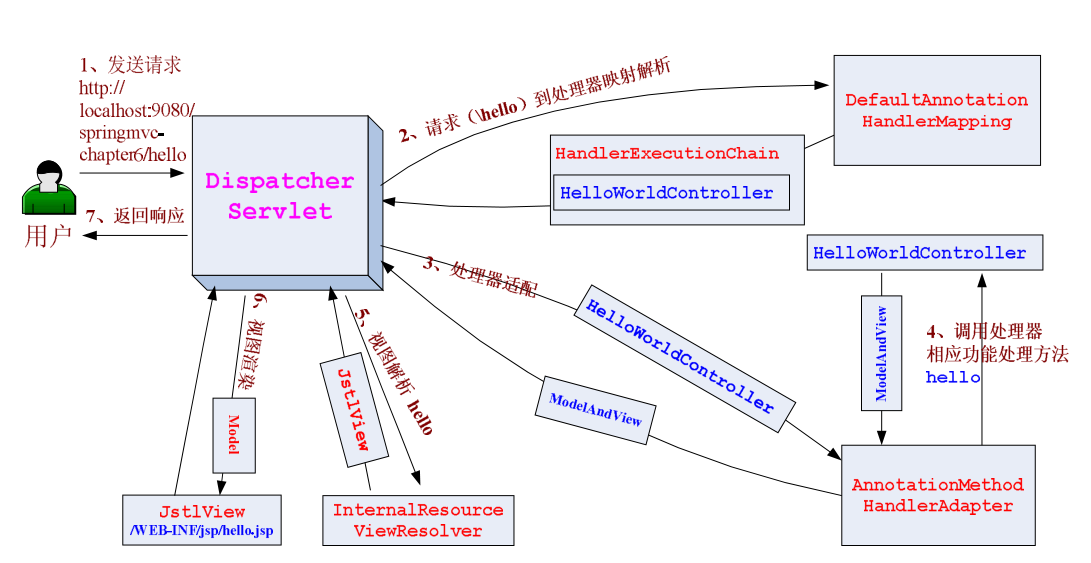 1、发送请求
http://
localhost:9080/
springmvc-
chapter6/hello
用户
7、返回响应
Dispatcher
Servlet
2、请求（\hello）到处理器映射解析
DefaultAnnotation
HandlerMapping
HandlerExecutionChain
HelloWorldController
3、处理器适配
HelloWorldController
ModelAndView
HelloWorldController
ModelAndView
4、调用处理器
相应功能处理方法
hello
AnnotationMethod
HandlerAdapter
5、视图解析 hello
JstlView
InternalResource
ViewResolver
6、视图渲染
Model
JstlView
/WEB-INF/jsp/hello.jsp